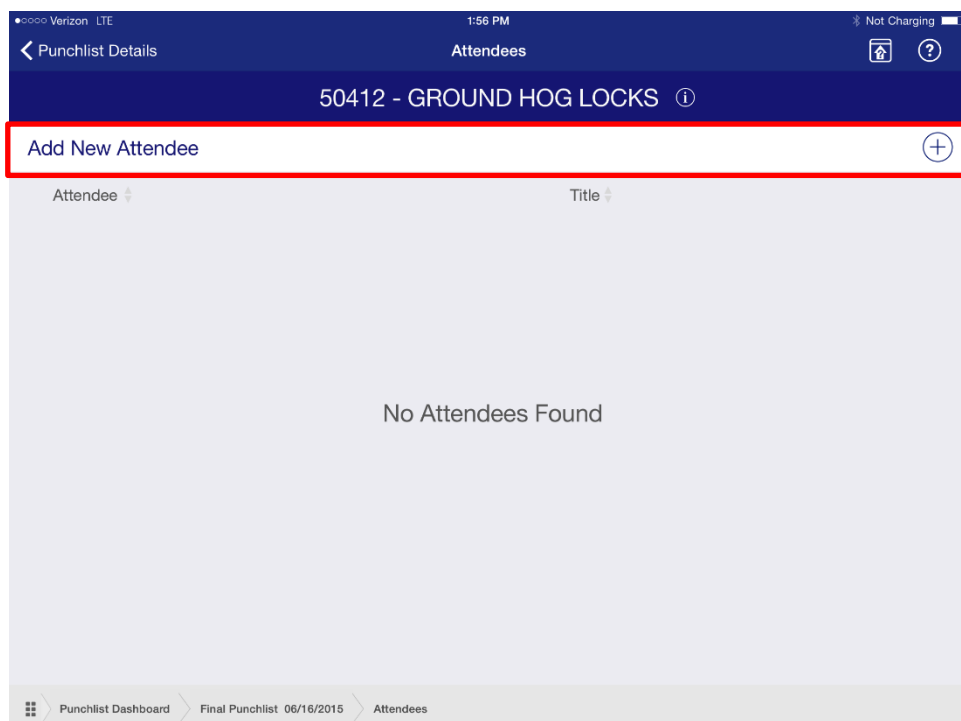 Verizon LTE 1:56 PM Not Charging
Punchlist Details Attendees ?
50412 - GROUND HOG LOCKS i
Add New Attendee +
Attendee Title
No Attendees Found
Punchlist Dashboard Final Punchlist 06/16/2015 Attendees